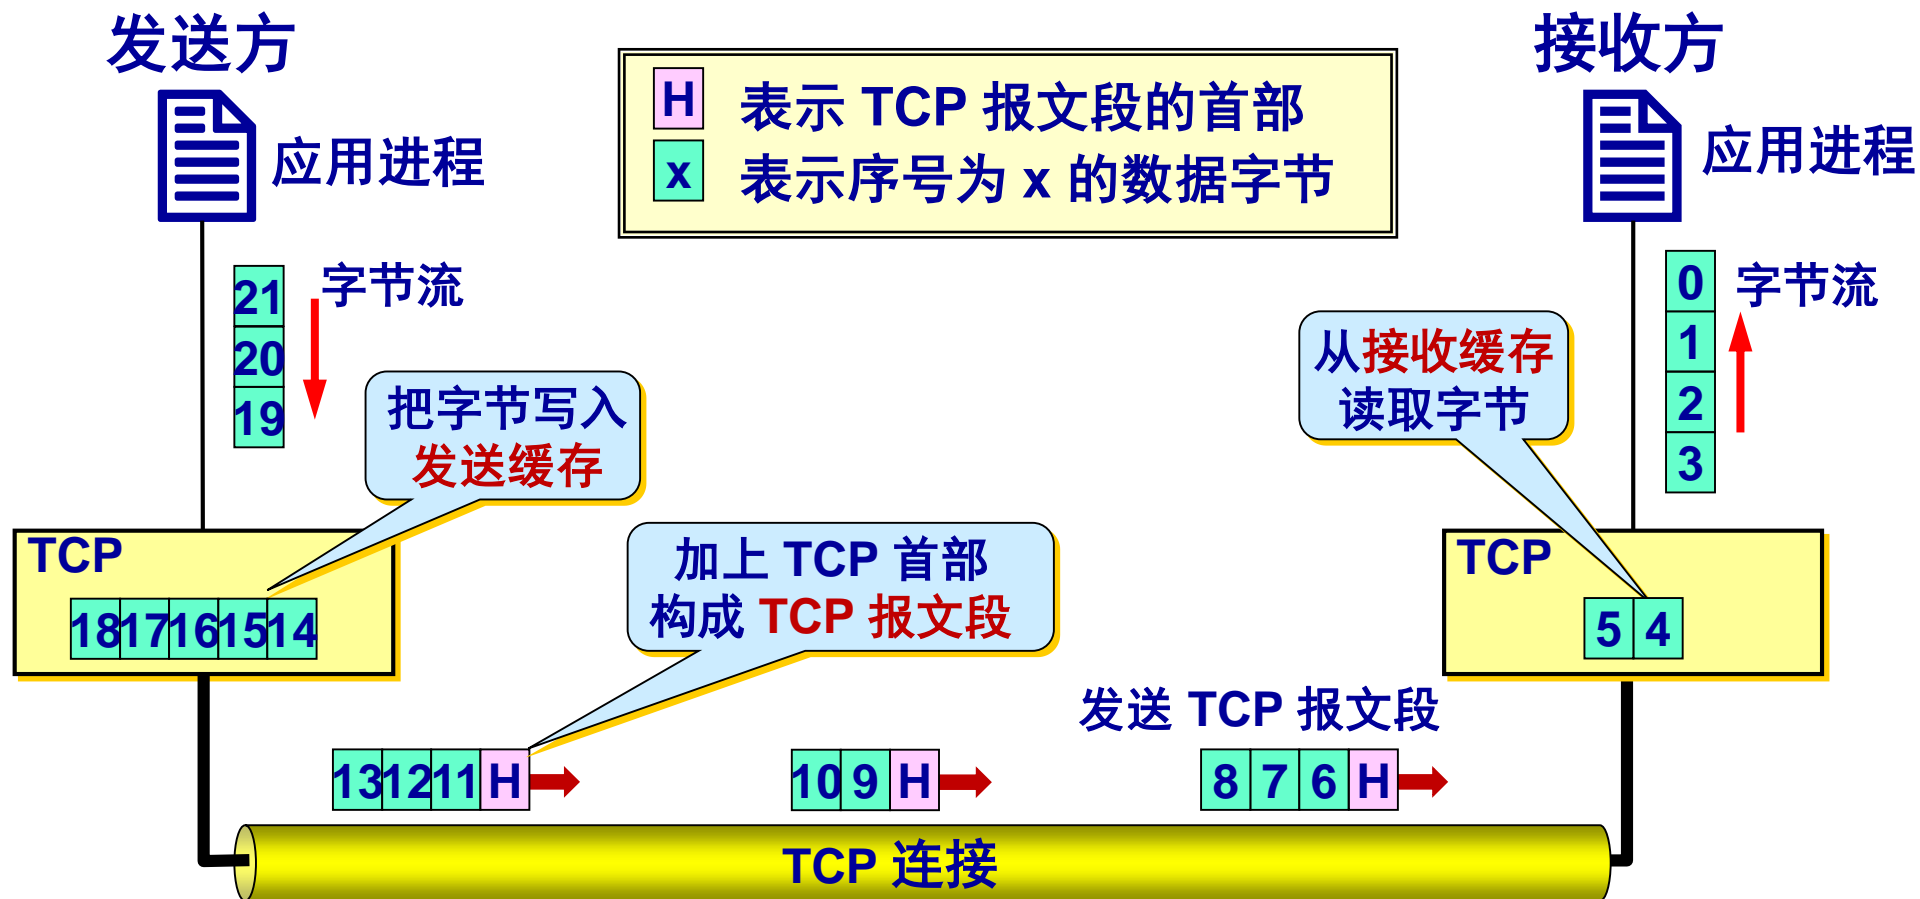 发送方
接收方
H 表示 TCP 报文段的首部
x 表示序号为 x 的数据字节
应用进程
应用进程
21
20
19
字节流
0
1
2
3
字节流
把字节写入
发送缓存
从接收缓存
读取字节
TCP
18 17 16 15 14
加上 TCP 首部
构成 TCP 报文段
TCP
5 4
发送 TCP 报文段
13 12 11 H
10 9 H
8 7 6 H
TCP 连接